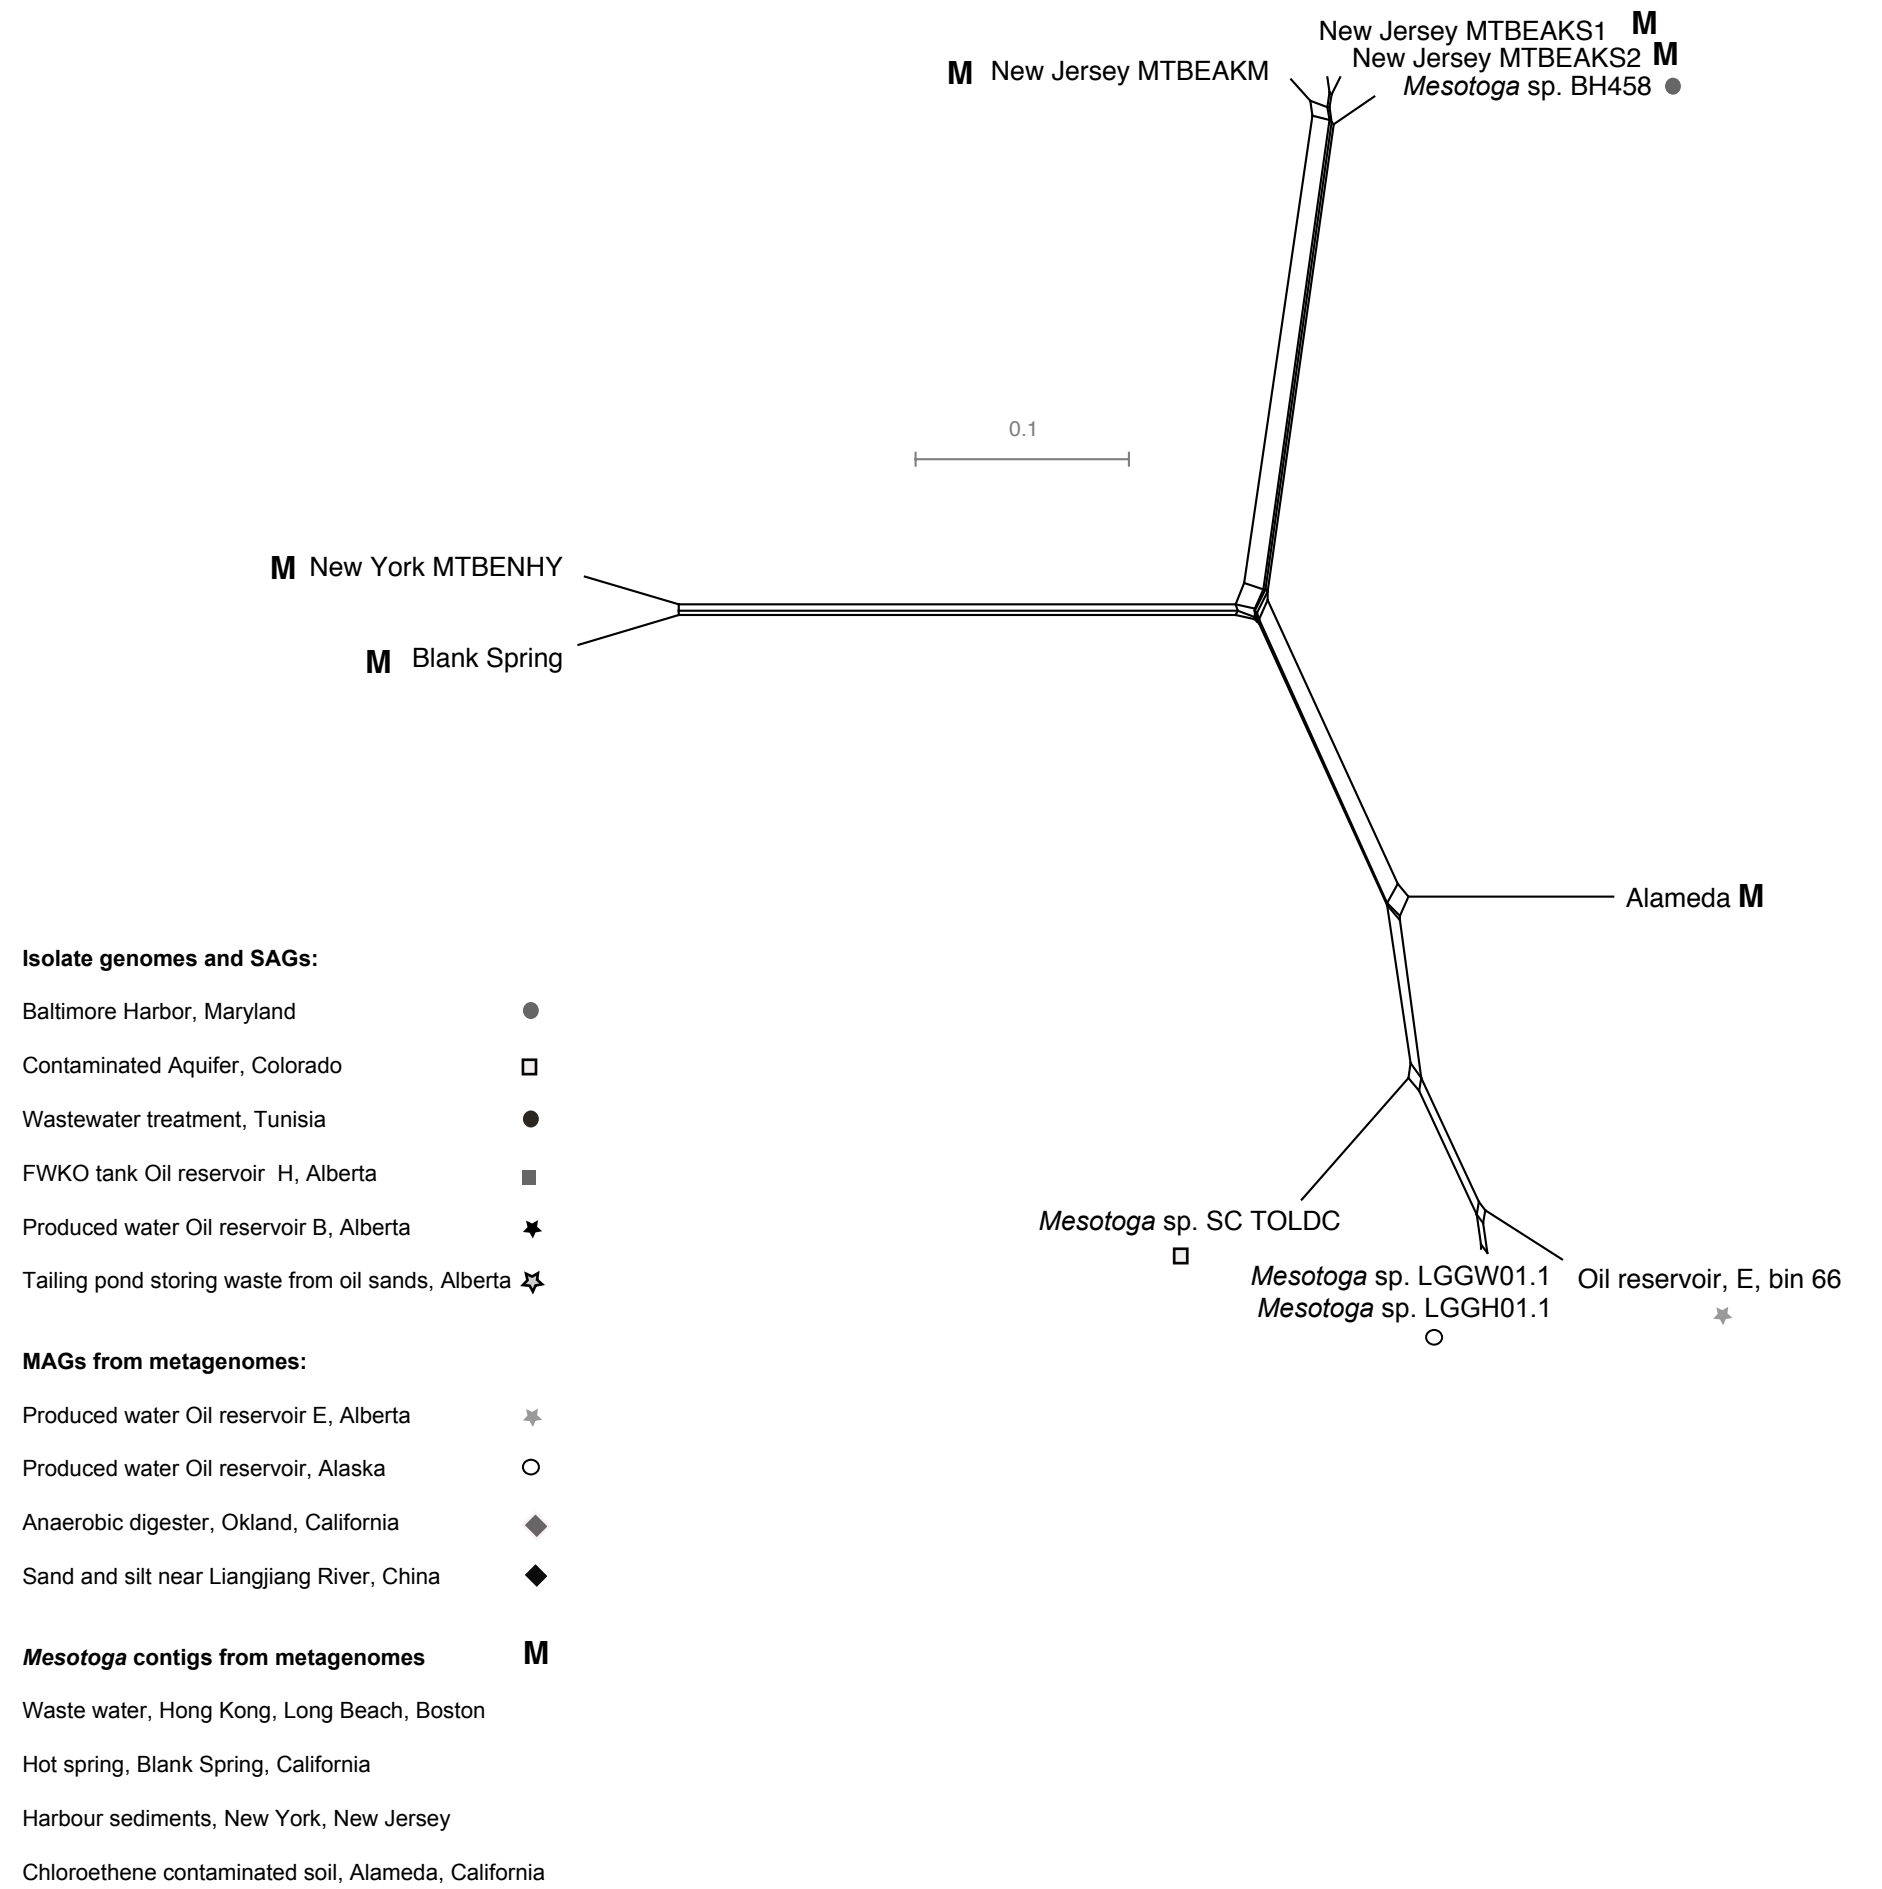 New Jersey MTBEAKS1 M
New Jersey MTBEAKS2 M
M New Jersey MTBEAKM
Mesotoga sp. BH458
0.1
M New York MTBENHY
M Blank Spring
Alameda M
Mesotoga sp. SC TOLDC
Mesotoga sp. LGGW01.1
Mesotoga sp. LGGH01.1
Oil reservoir, E, bin 66
Isolate genomes and SAGs:
Baltimore Harbor, Maryland
Contaminated Aquifer, Colorado
Wastewater treatment, Tunisia
FWKO tank Oil reservoir H, Alberta
Produced water Oil reservoir B, Alberta
Tailing pond storing waste from oil sands, Alberta
MAGs from metagenomes:
Produced water Oil reservoir E, Alberta
Produced water Oil reservoir, Alaska
Anaerobic digester, Okland, California
Sand and silt near Liangjiang River, China
Mesotoga contigs from metagenomes M
Waste water, Hong Kong, Long Beach, Boston
Hot spring, Blank Spring, California
Harbour sediments, New York, New Jersey
Chloroethene contaminated soil, Alameda, California